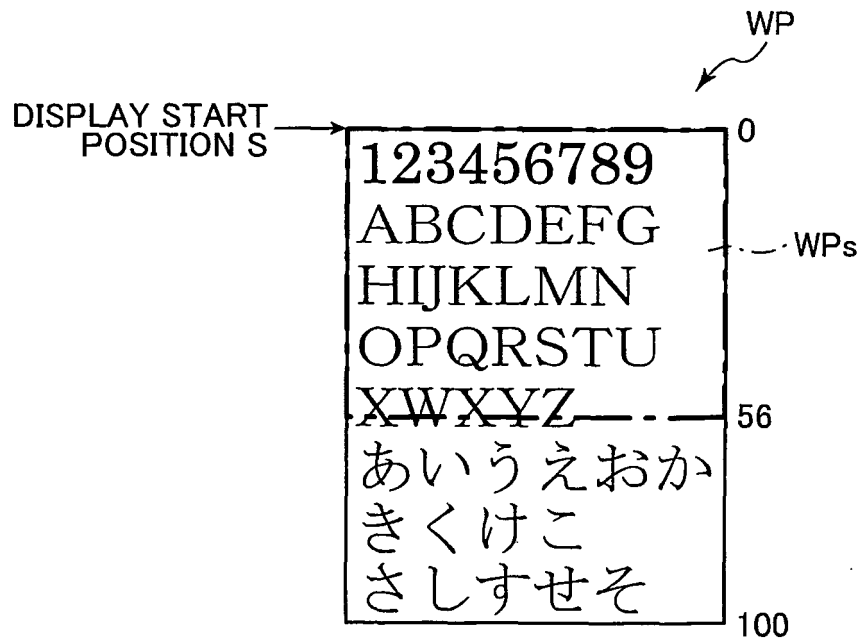 WP
DISPLAY START
POSITION S
0
123456789
ABCDEFG
WPs
HIJKLMN
OPQRSTU
XWXYZ
56
あいうえおか
きくけこ
さしすせそ
100